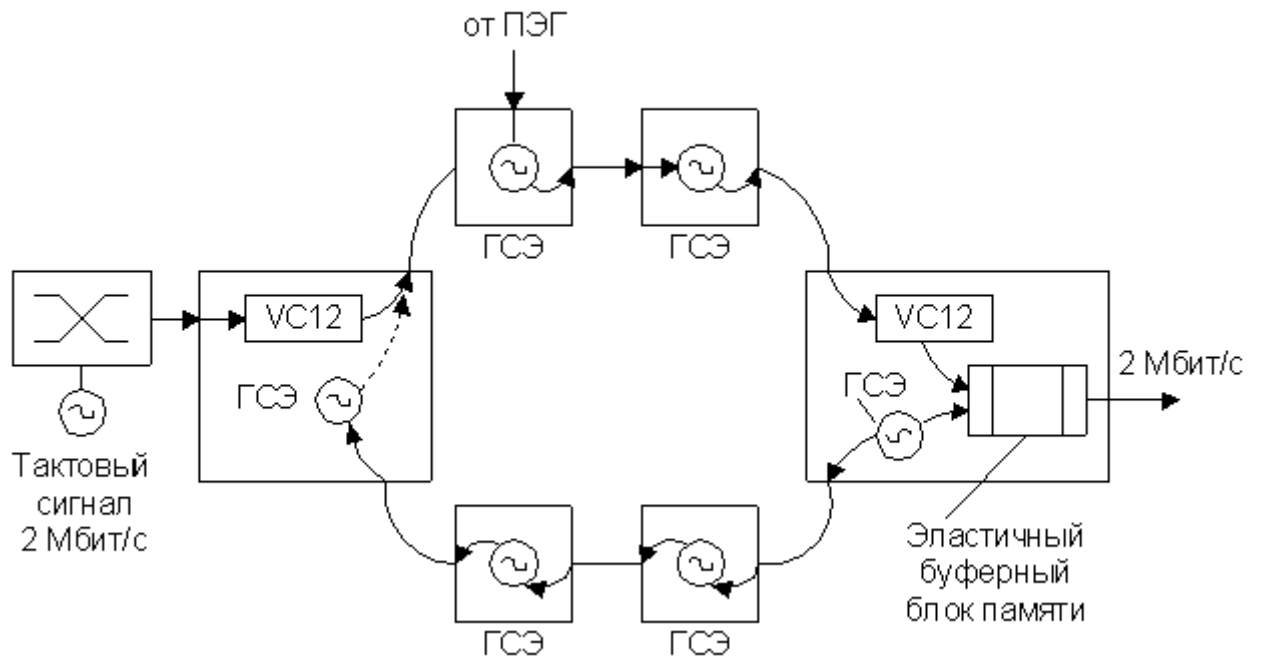 от ПЭГ
ГСЭ
ГСЭ
VC12
ГСЭ
VC12
ГСЭ
2 Мбит/с
Тактовый
сигнал
2 Мбит/с
Эластичный
буферный
блок памяти
ГСЭ
ГСЭ